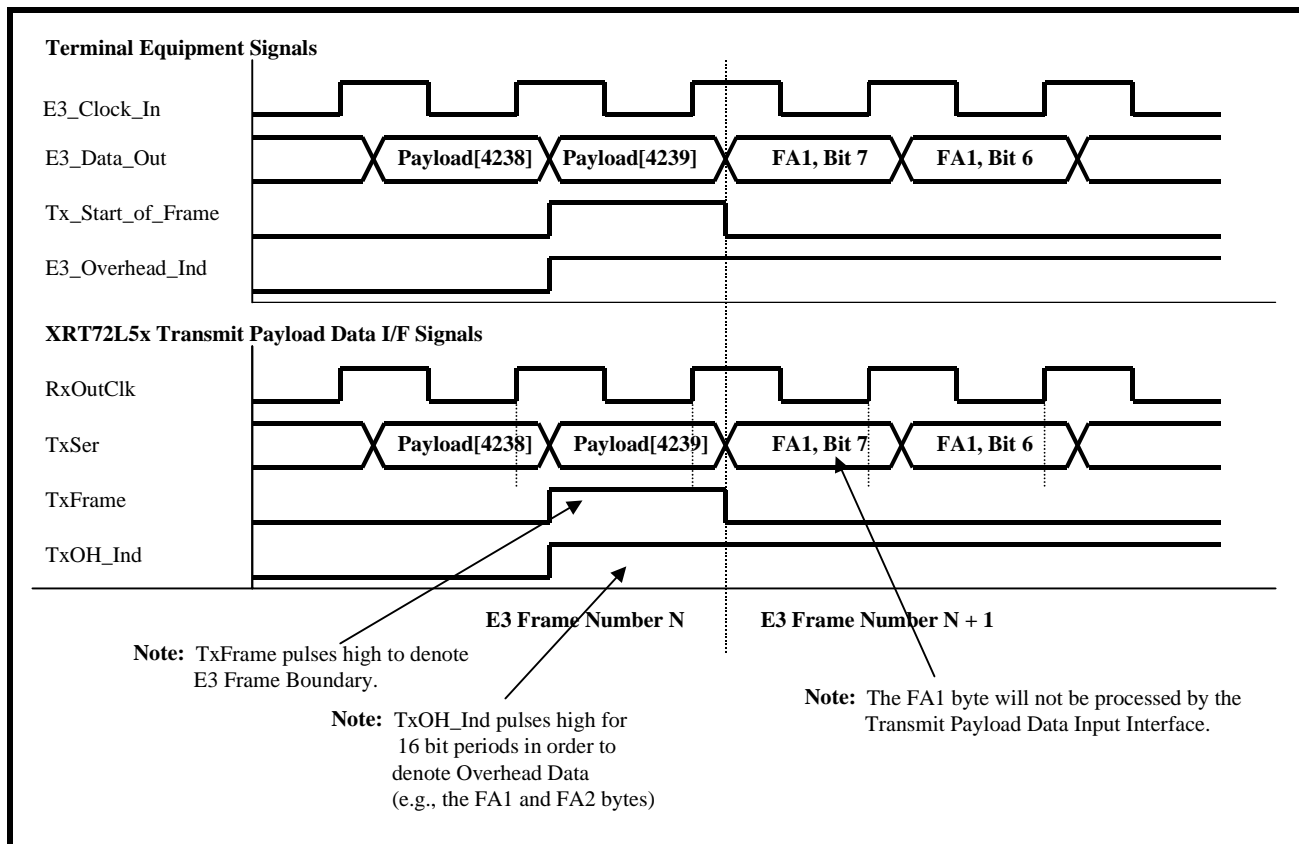 Terminal Equipment Signals
E3_Clock_In
E3_Data_Out
Payload[4238]
Payload[4239]
FA1, Bit 7
FA1, Bit 6
Tx_Start_of_Frame
E3_Overhead_Ind
XRT72L5x Transmit Payload Data I/F Signals
RxOutClk
TxSer
Payload[4238]
Payload[4239]
FA1, Bit 7
FA1, Bit 6
TxFrame
TxOH_Ind
E3 Frame Number N
E3 Frame Number N + 1
Note: TxFrame pulses high to denote
E3 Frame Boundary.
Note: TxOH_Ind pulses high for
16 bit periods in order to
denote Overhead Data
(e.g., the FA1 and FA2 bytes)
Note: The FA1 byte will not be processed by the
Transmit Payload Data Input Interface.